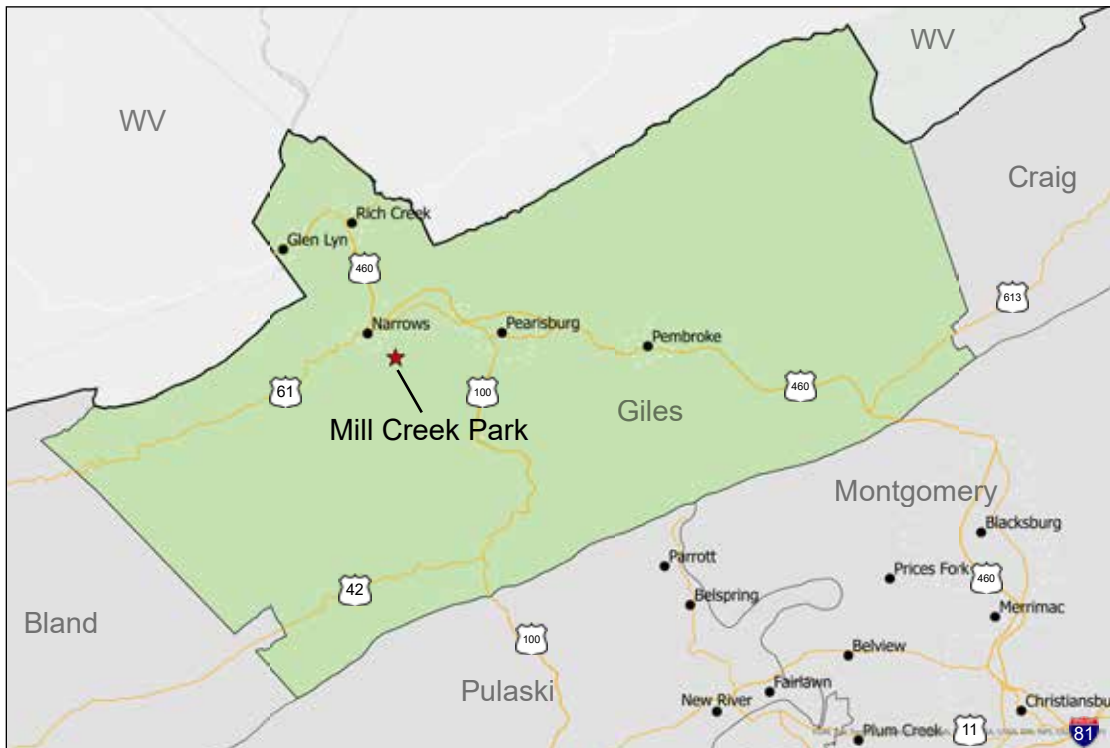 WV
WV
Craig
Rich Creek
Glen Lyn
460
613
Narrows
Pearisburg
Pembroke
61
100
460
Mill Creek Park
Giles
Montgomery
Blacksburg
Parrott
Prices Fork
460
42
Belspring
Merrimac
Bland
100
Belview
Pulaski
Fairlawn
New River
Christiansbu
11
81
Plum Creek